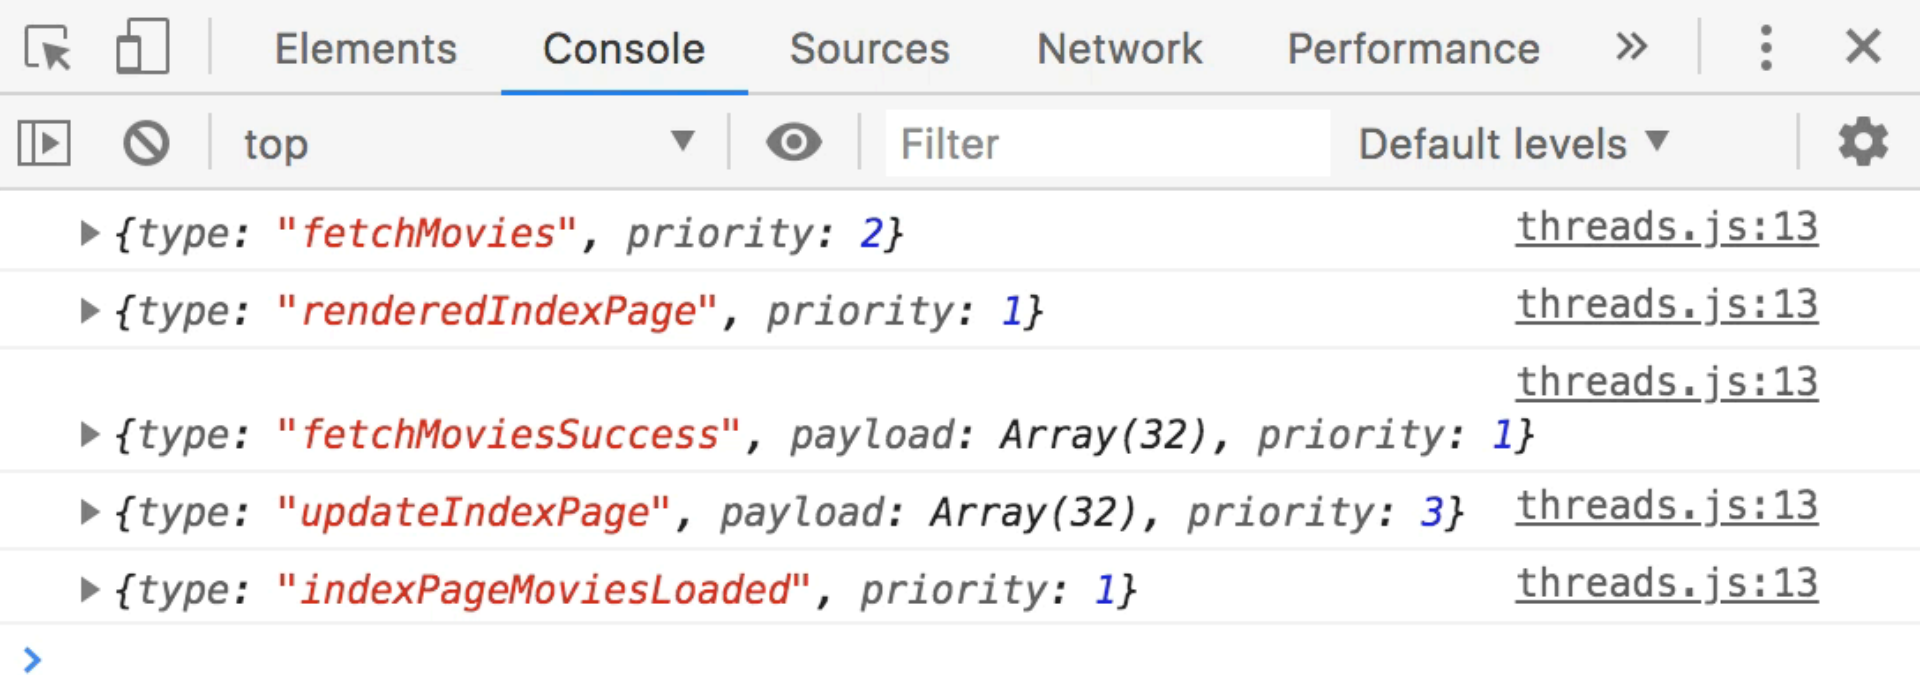 Elements Console Sources Network Performance »
top Filter Default levels
{type: "fetchMovies", priority: 2} threads.js:13
{type: "renderedIndexPage", priority: 1} threads.js:13
threads.js:13
{type: "fetchMoviesSuccess", payload: Array(32), priority: 1}
{type: "updateIndexPage", payload: Array(32), priority: 3} threads.js:13
{type: "indexPageMoviesLoaded", priority: 1} threads.js:13